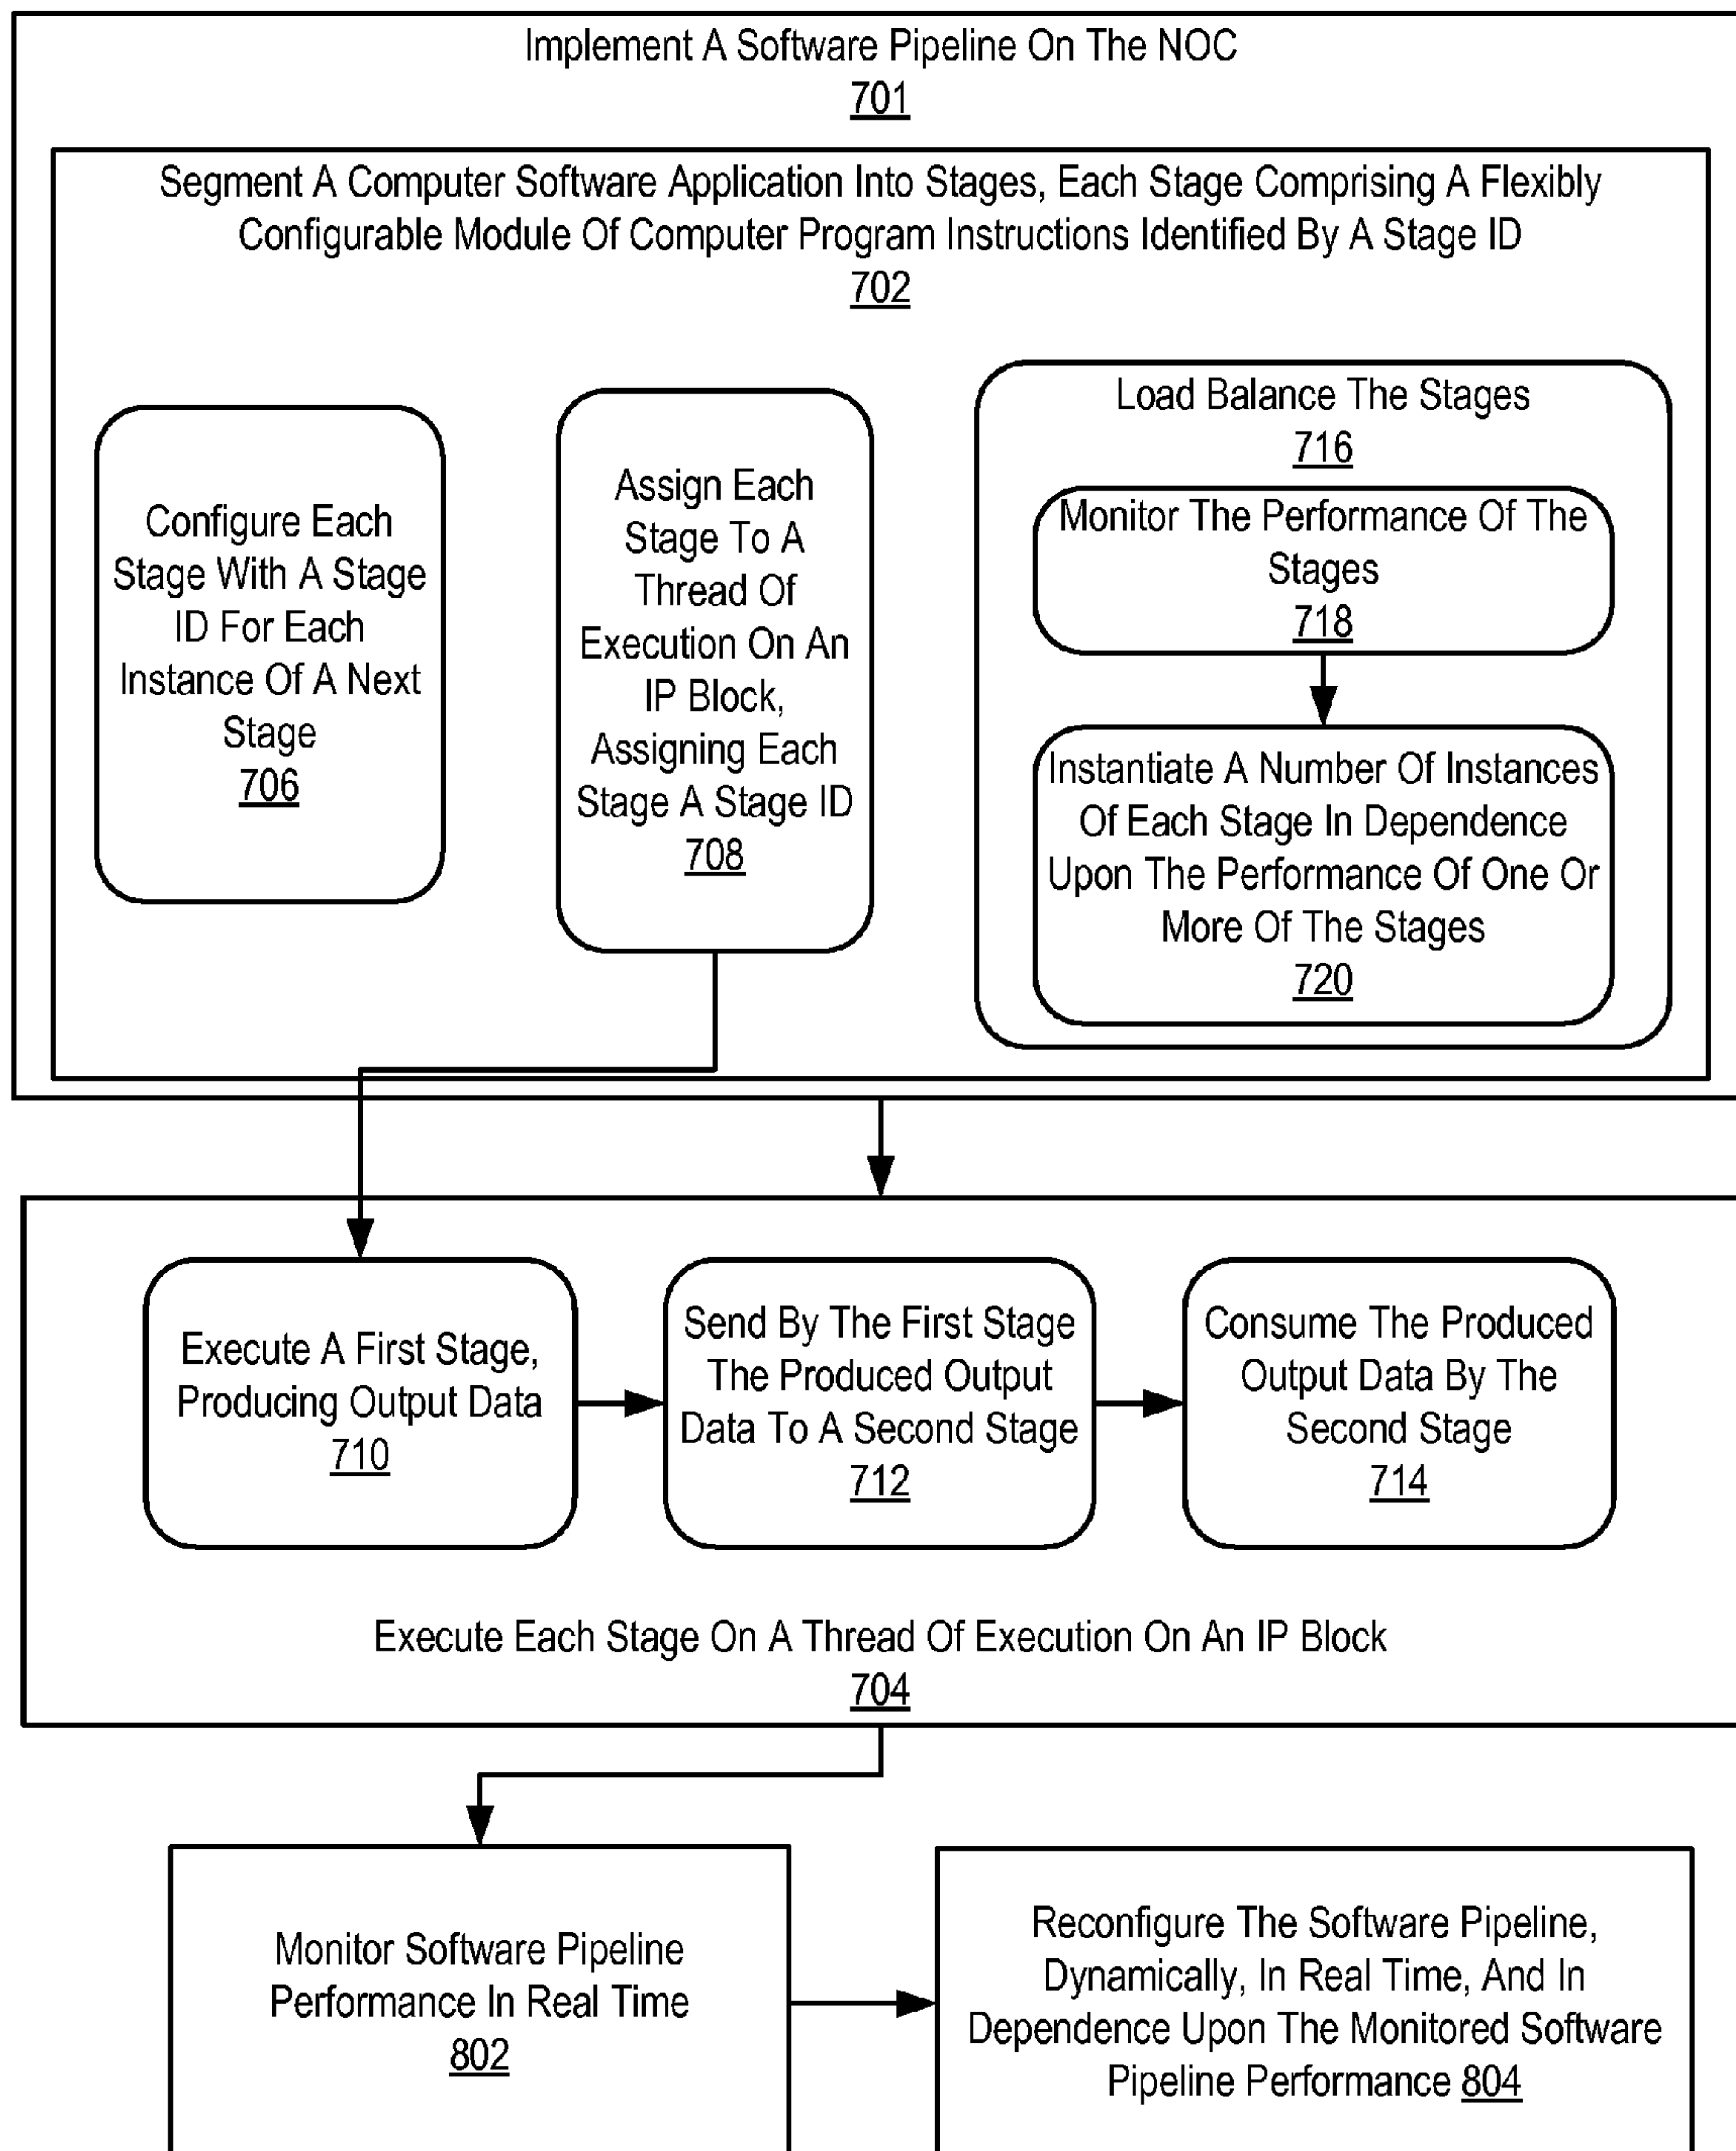 Implement A Software Pipeline On The NOC
701
Segment A Computer Software Application Into Stages, Each Stage Comprising A Flexibly
Configurable Module Of Computer Program Instructions Identified By A Stage ID
702
Configure Each
Stage With A Stage
ID For Each
Instance Of A Next
Stage
706
Assign Each
Stage To A
Thread Of
Execution On An
IP Block,
Assigning Each
Stage A Stage ID
708
Load Balance The Stages
716
Monitor The Performance Of The
Stages
718
Instantiate A Number Of Instances
Of Each Stage In Dependence
Upon The Performance Of One Or
More Of The Stages
720
Execute A First Stage,
Producing Output Data
710
Send By The First Stage
The Produced Output
Data To A Second Stage
712
Consume The Produced
Output Data By The
Second Stage
714
Execute Each Stage On A Thread Of Execution On An IP Block
704
Monitor Software Pipeline
Performance In Real Time
802
Reconfigure The Software Pipeline,
Dynamically, In Real Time, And In
Dependence Upon The Monitored Software
Pipeline Performance 804